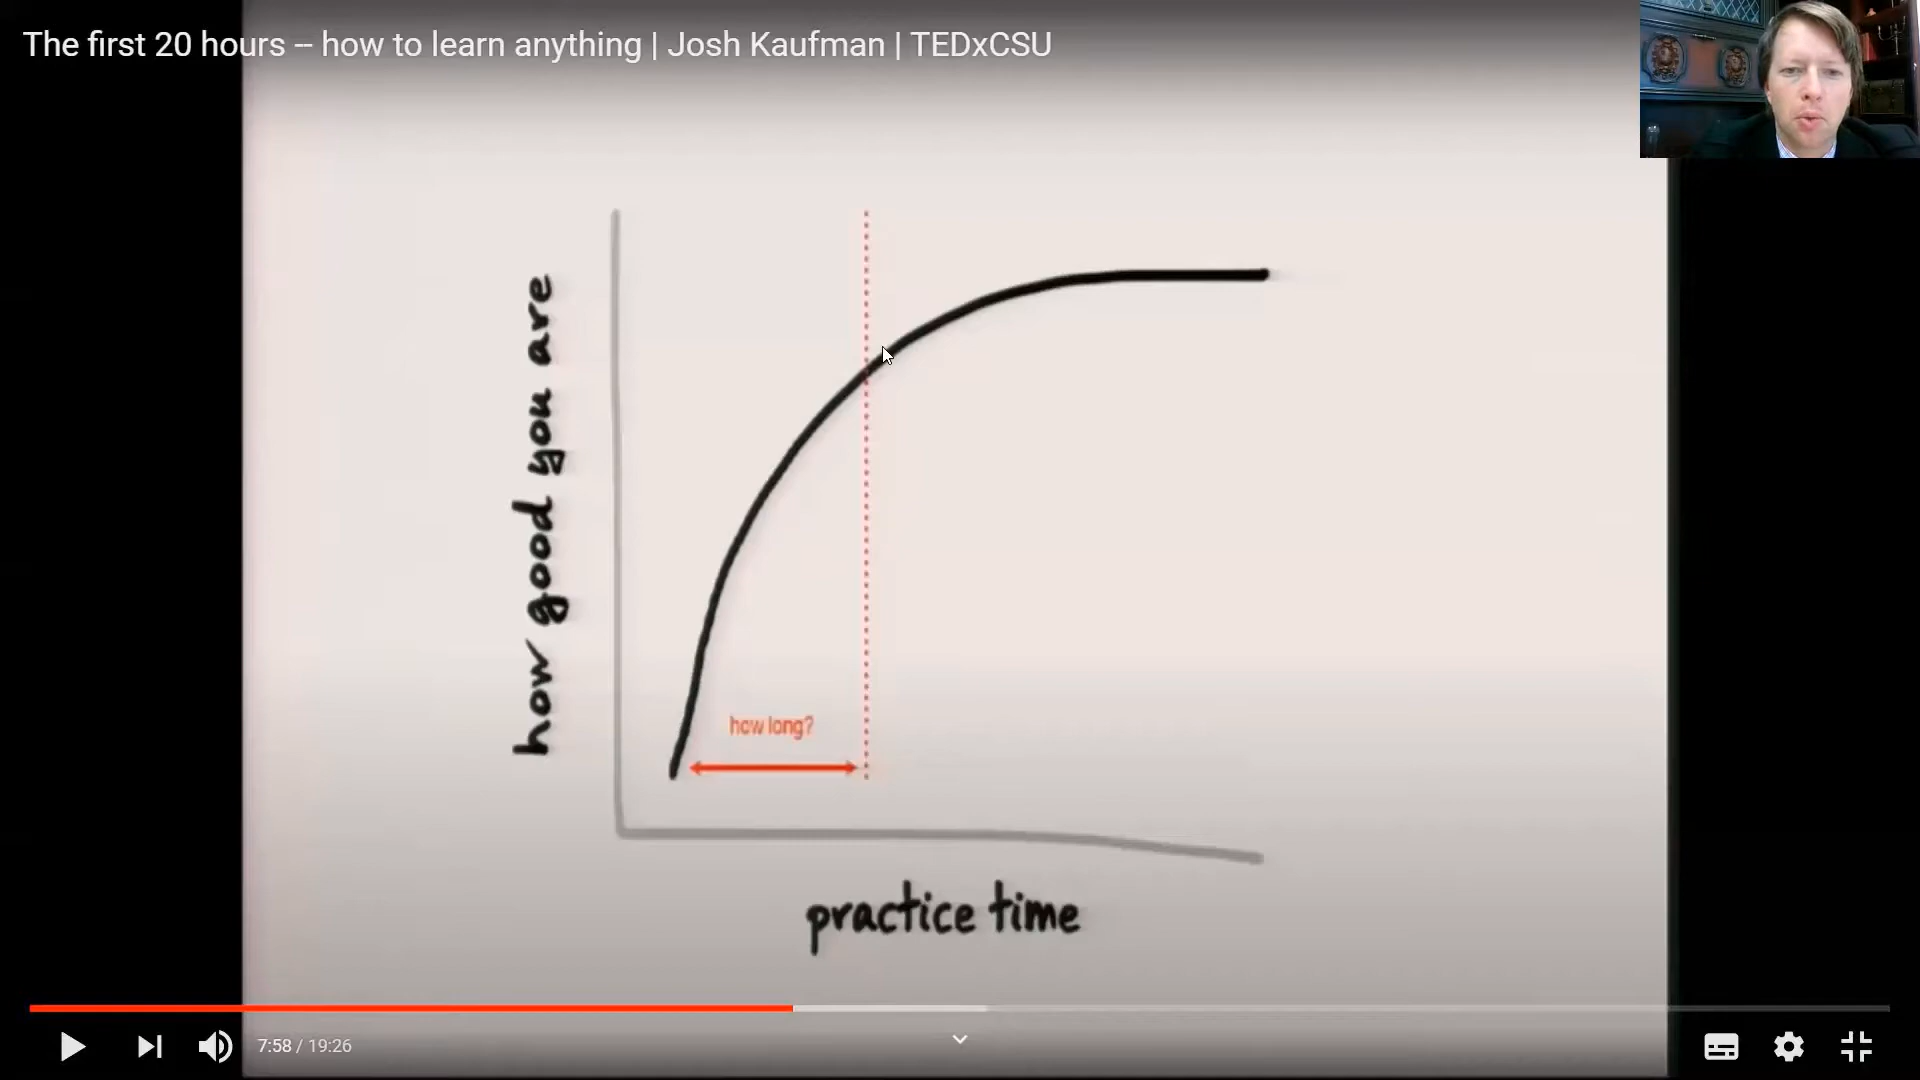 The first 20 hours -- how to learn anything | Josh Kaufman | TEDxCSU
how good you are
how long?
practice time
7:58 / 19:26